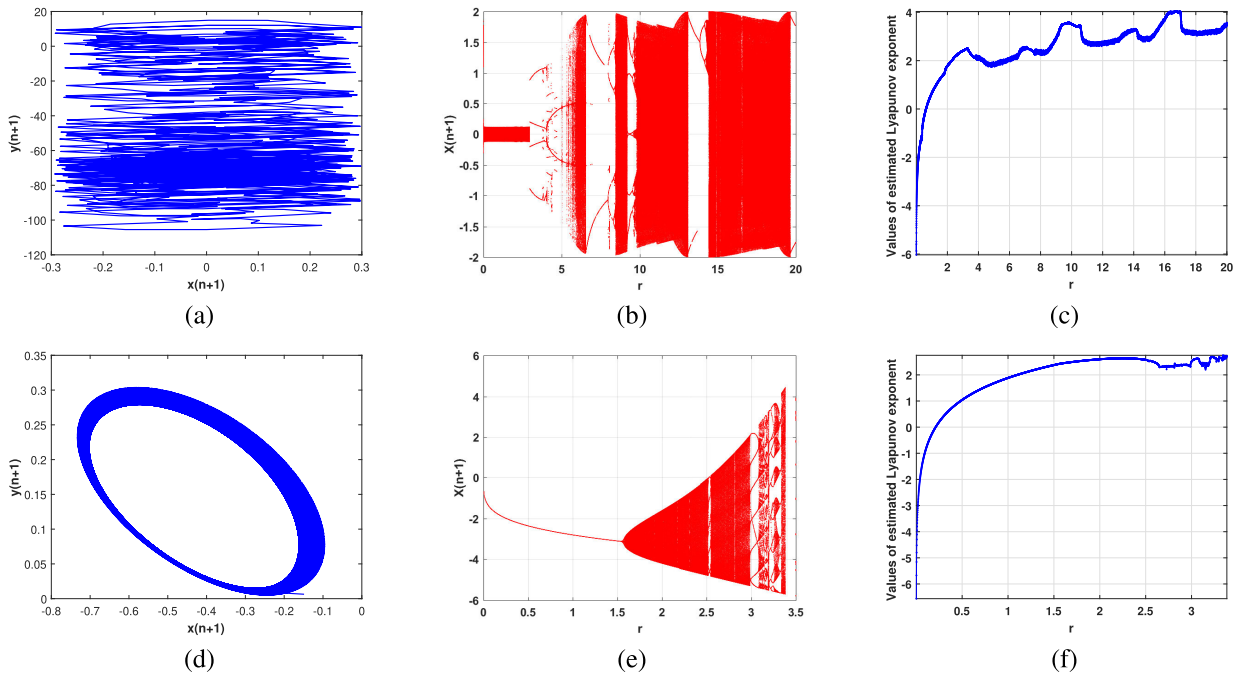 20
0
-20
-40
-60
-80
-100
-120
y(n+1)
-0.3 -0.2 -0.1 0 0.1 0.2 0.3
x(n+1)
(a)
2
1.5
1
0.5
0
-0.5
-1
-1.5
-2
X(n+1)
0 5 10 15 20
r
(b)
4
2
0
-2
-4
-6
Values of estimated Lyapunov exponent
2 4 6 8 10 12 14 16 18 20
r
(c)
0.35
0.3
0.25
0.2
0.15
0.1
0.05
0
y(n+1)
-0.8 -0.7 -0.6 -0.5 -0.4 -0.3 -0.2 -0.1 0
x(n+1)
(d)
6
4
2
0
-2
-4
-6
X(n+1)
0 0.5 1 1.5 2 2.5 3 3.5
r
(e)
2
1
0
-1
-2
-3
-4
-5
-6
Values of estimated Lyapunov exponent
0.5 1 1.5 2 2.5 3
r
(f)